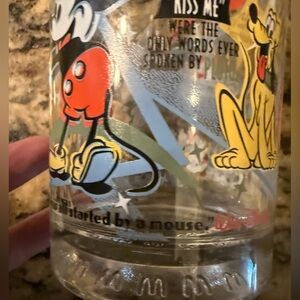 KISS ME"
WERE THE
ONLY WORDS EVER
SPOKEN BY
started by a mouse."